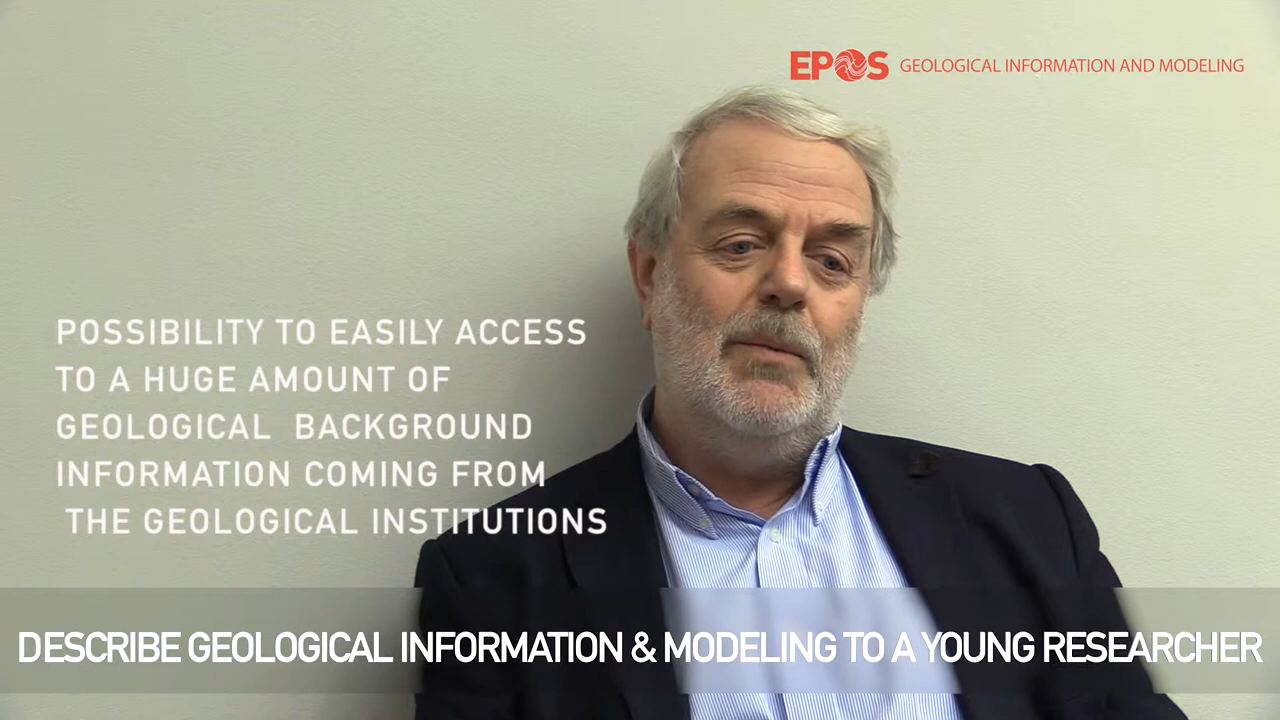 EPOS GEOLOGICAL INFORMATION AND MODELING
POSSIBILITY TO EASILY ACCESS
TO A HUGE AMOUNT OF
GEOLOGICAL BACKGROUND
INFORMATION COMING FROM
THE GEOLOGICAL INSTITUTIONS
DESCRIBE GEOLOGICAL INFORMATION & MODELING TO A YOUNG RESEARCHER